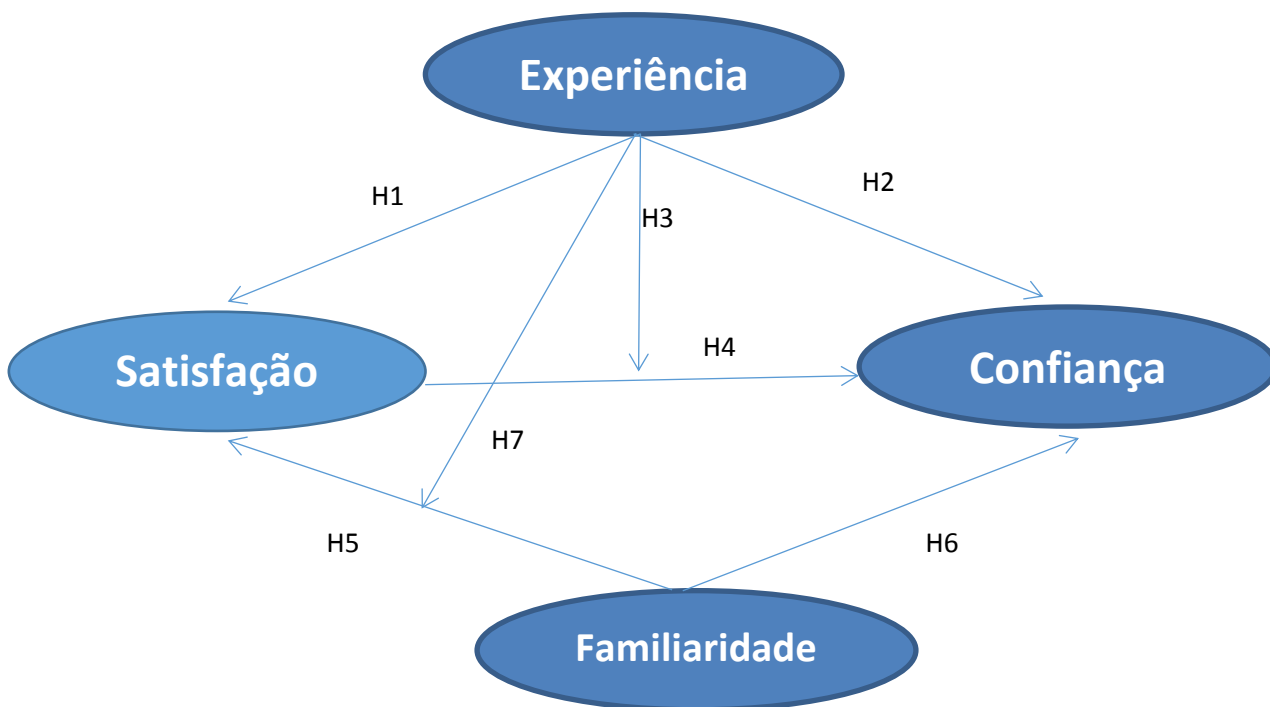 Experiência
H1
H2
H3
H4
Satisfação
Confiança
H7
H5
H6
Familiaridade